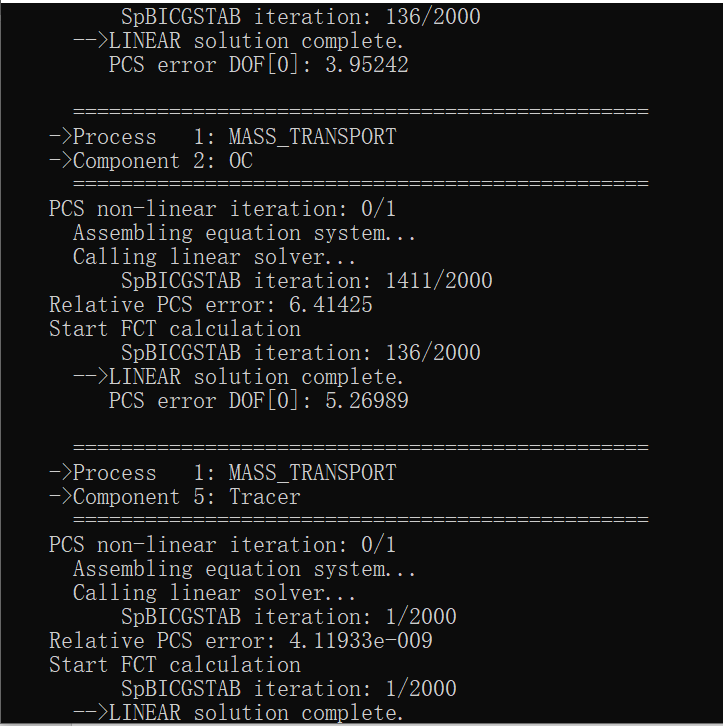 SpBICGSTAB iteration: 136/2000
-->LINEAR solution complete.
PCS error DOF[0]: 3.95242
================================================
->Process   1: MASS_TRANSPORT
->Component 2: OC
================================================
PCS non-linear iteration: 0/1
Assembling equation system...
Calling linear solver...
SpBICGSTAB iteration: 1411/2000
Relative PCS error: 6.41425
Start FCT calculation
SpBICGSTAB iteration: 136/2000
-->LINEAR solution complete.
PCS error DOF[0]: 5.26989
================================================
->Process   1: MASS_TRANSPORT
->Component 5: Tracer
================================================
PCS non-linear iteration: 0/1
Assembling equation system...
Calling linear solver...
SpBICGSTAB iteration: 1/2000
Relative PCS error: 4.11933e-009
Start FCT calculation
SpBICGSTAB iteration: 1/2000
-->LINEAR solution complete.